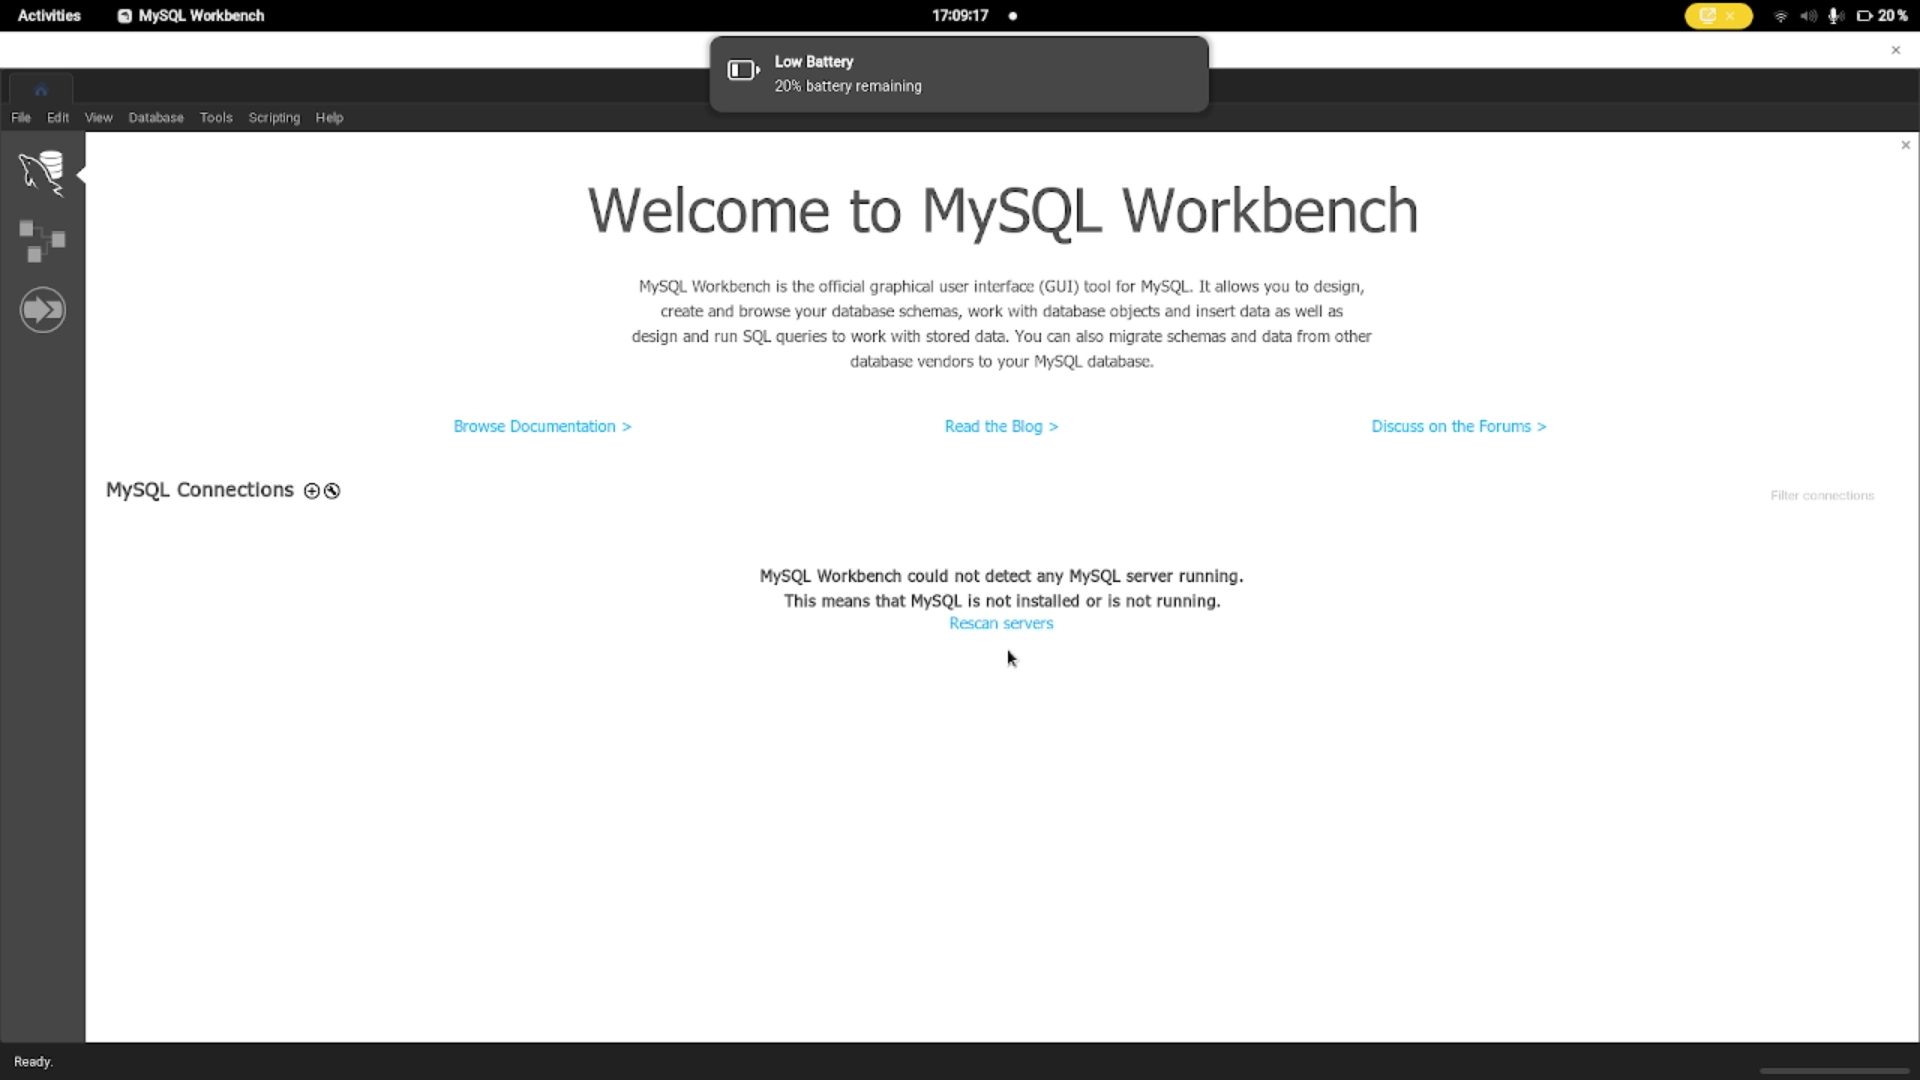 Activities MySQL Workbench 17:09:17 20 %
Low Battery
20% battery remaining
File Edit View Database Tools Scripting Help
Welcome to MySQL Workbench
MySQL Workbench is the official graphical user interface (GUI) tool for MySQL. It allows you to design,
create and browse your database schemas, work with database objects and insert data as well as
design and run SQL queries to work with stored data. You can also migrate schemas and data from other
database vendors to your MySQL database.
Browse Documentation > Read the Blog > Discuss on the Forums >
MySQL Connections Filter connections
MySQL Workbench could not detect any MySQL server running.
This means that MySQL is not installed or is not running.
Rescan servers
Ready.